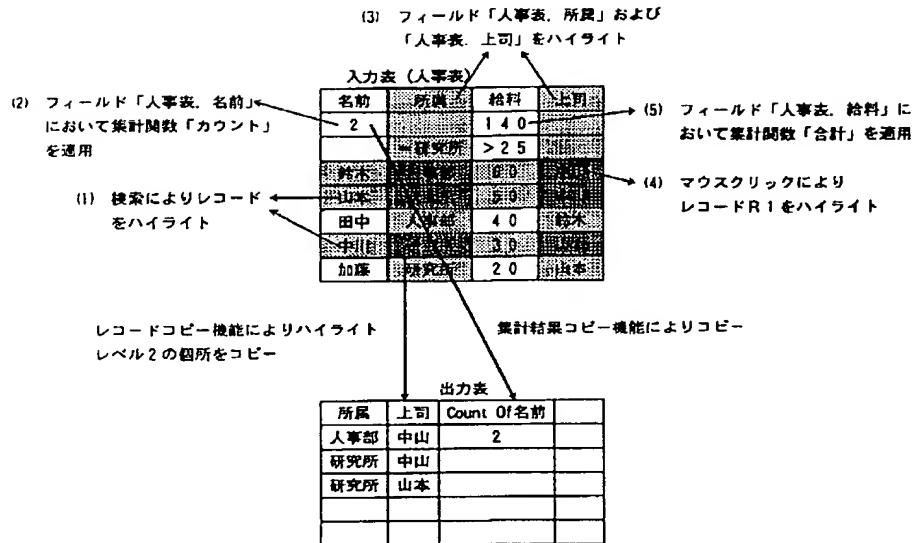 (3) フィールド「人事表．所属」および
「人事表．上司」をハイライト
入力表（人事表）
(2) フィールド「人事表．名前」
において集計関数「カウント」
を適用
名前 所属 給料 上司
2 140
=研究所 >25
鈴木 人事部 60
山本 50
田中 人事部 40 鈴木
中山 30
加藤 研究所 20 山本
(5) フィールド「人事表．給料」に
おいて集計関数「合計」を適用
(1) 検索によりレコード
をハイライト
(4) マウスクリックにより
レコードR1をハイライト
レコードコピー機能によりハイライト
レベル2の個所をコピー
集計結果コピー機能によりコピー
出力表
所属 上司 Count Of名前
人事部 中山 2
研究所 中山
研究所 山本